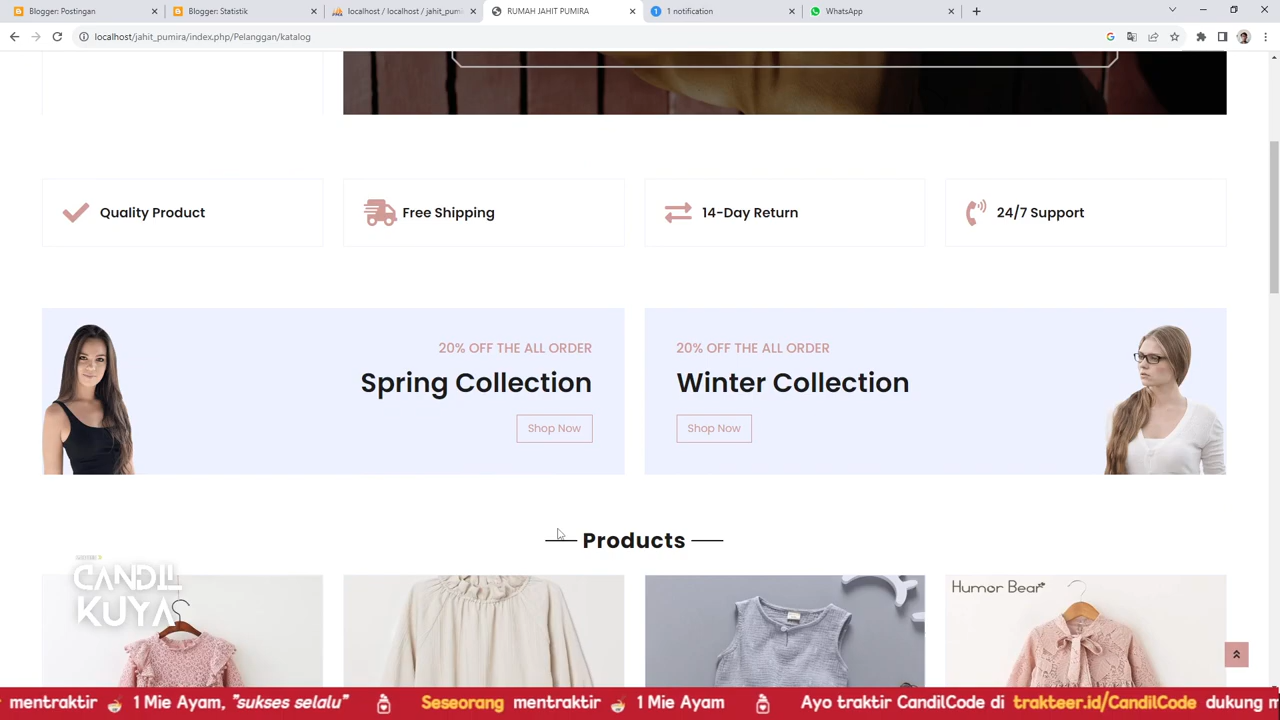 Blogger: Postingan
Blogger: Statistik
localhost / localhost / jahit_pumi
RUMAH JAHIT PUMIRA
1 notification
WhatsApp
localhost/jahit_pumira/index.php/Pelanggan/katalog
Quality Product
Free Shipping
14-Day Return
24/7 Support
20% OFF THE ALL ORDER
Spring Collection
Shop Now
20% OFF THE ALL ORDER
Winter Collection
Shop Now
Products
CANDIL
KUYA
Humor Bear
mentraktir 1 Mie Ayam, "sukses selalu" Seseorang mentraktir 1 Mie Ayam Ayo traktir CandilCode di trakteer.id/CandilCode dukung m